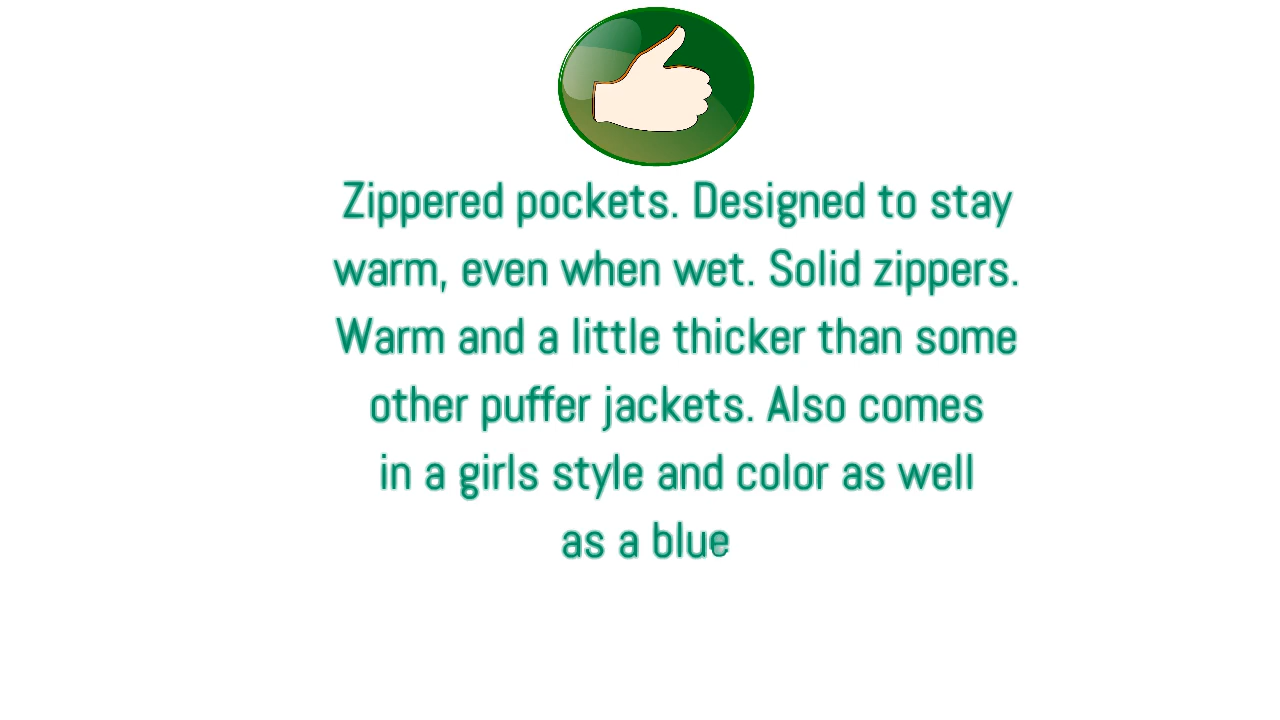 Zippered pockets. Designed to stay
warm, even when wet. Solid zippers.
Warm and a little thicker than some
other puffer jackets. Also comes
in a girls style and color as well
as a blue